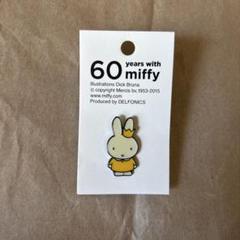 60 years with
miffy
Illustrations Dick Bruna
© copyright Mercis bv, 1953-2015
www.miffy.com
Produced by DELFONICS